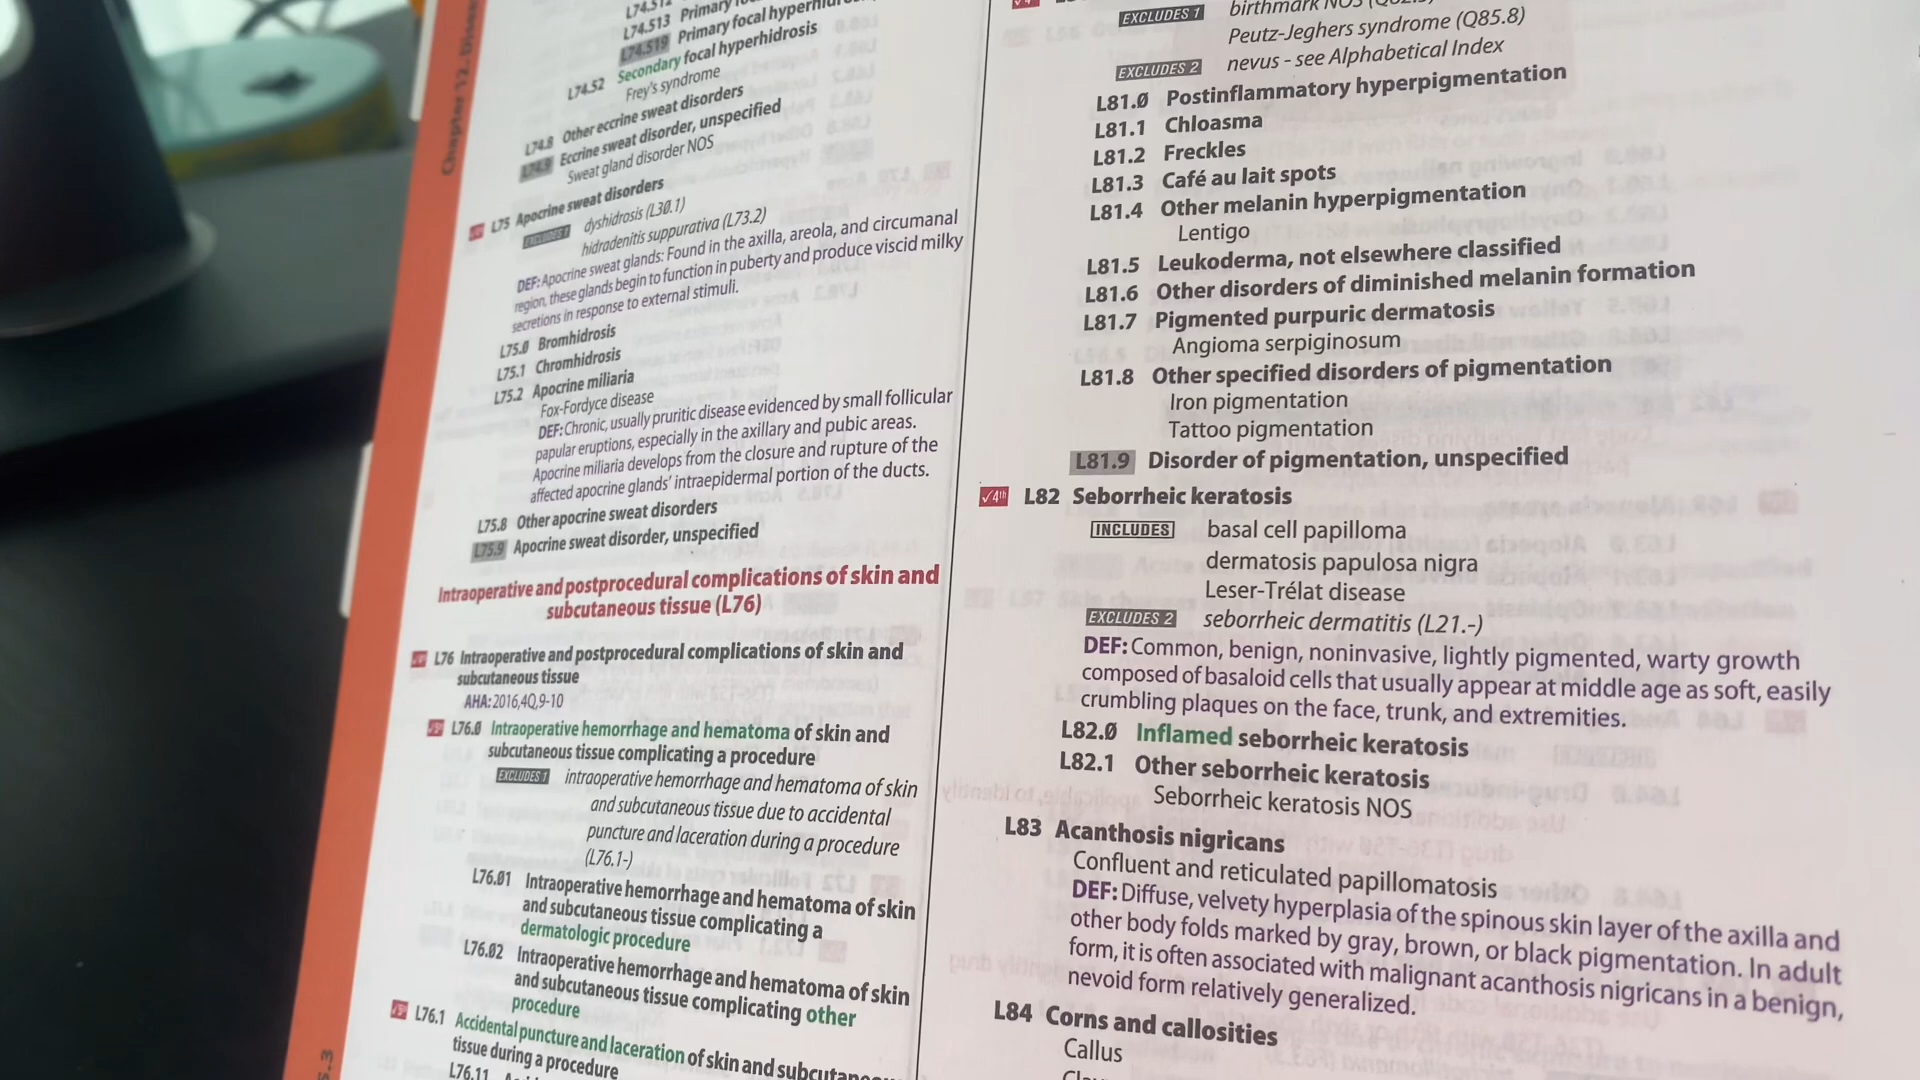 Chapter 12. Diseas
L74.512
L74.513 Primary
L74.519 Primary focal hyperhidro
L74.52 Secondary focal hyperhidrosis
Frey's syndrome
L74.8 Other eccrine sweat disorders
L74.9 Eccrine sweat disorder, unspecified
Sweat gland disorder NOS
L75 Apocrine sweat disorders
EXCLUDES 1 dyshidrosis (L30.1)
hidradenitis suppurativa (L73.2)
DEF: Apocrine sweat glands: Found in the axilla, areola, and circumanal
region, these glands begin to function in puberty and produce viscid milky
secretions in response to external stimuli.
L75.0 Bromhidrosis
L75.1 Chromhidrosis
L75.2 Apocrine miliaria
Fox-Fordyce disease
DEF: Chronic, usually pruritic disease evidenced by small follicular
papular eruptions, especially in the axillary and pubic areas.
Apocrine miliaria develops from the closure and rupture of the
affected apocrine glands' intraepidermal portion of the ducts.
L75.8 Other apocrine sweat disorders
L75.9 Apocrine sweat disorder, unspecified
Intraoperative and postprocedural complications of skin and
subcutaneous tissue (L76)
L76 Intraoperative and postprocedural complications of skin and
subcutaneous tissue
AHA: 2016,4Q,9-10
L76.0 Intraoperative hemorrhage and hematoma of skin and
subcutaneous tissue complicating a procedure
EXCLUDES 1 intraoperative hemorrhage and hematoma of skin
and subcutaneous tissue due to accidental
puncture and laceration during a procedure
(L76.1-)
L76.01 Intraoperative hemorrhage and hematoma of skin
and subcutaneous tissue complicating a
dermatologic procedure
L76.02 Intraoperative hemorrhage and hematoma of skin
and subcutaneous tissue complicating other
procedure
L76.1 Accidental puncture and laceration of skin and subcutane
tissue during a procedure
L76.11
EXCLUDES 1 birthmark NOS
Peutz-Jeghers syndrome (Q85.8)
EXCLUDES 2 nevus - see Alphabetical Index
L81.0 Postinflammatory hyperpigmentation
L81.1 Chloasma
L81.2 Freckles
L81.3 Café au lait spots
L81.4 Other melanin hyperpigmentation
Lentigo
L81.5 Leukoderma, not elsewhere classified
L81.6 Other disorders of diminished melanin formation
L81.7 Pigmented purpuric dermatosis
Angioma serpiginosum
L81.8 Other specified disorders of pigmentation
Iron pigmentation
Tattoo pigmentation
L81.9 Disorder of pigmentation, unspecified
✓4th L82 Seborrheic keratosis
INCLUDES basal cell papilloma
dermatosis papulosa nigra
Leser-Trélat disease
EXCLUDES 2 seborrheic dermatitis (L21.-)
DEF: Common, benign, noninvasive, lightly pigmented, warty growth
composed of basaloid cells that usually appear at middle age as soft, easily
crumbling plaques on the face, trunk, and extremities.
L82.0 Inflamed seborrheic keratosis
L82.1 Other seborrheic keratosis
Seborrheic keratosis NOS
L83 Acanthosis nigricans
Confluent and reticulated papillomatosis
DEF: Diffuse, velvety hyperplasia of the spinous skin layer of the axilla and
other body folds marked by gray, brown, or black pigmentation. In adult
form, it is often associated with malignant acanthosis nigricans in a benign,
nevoid form relatively generalized.
L84 Corns and callosities
Callus